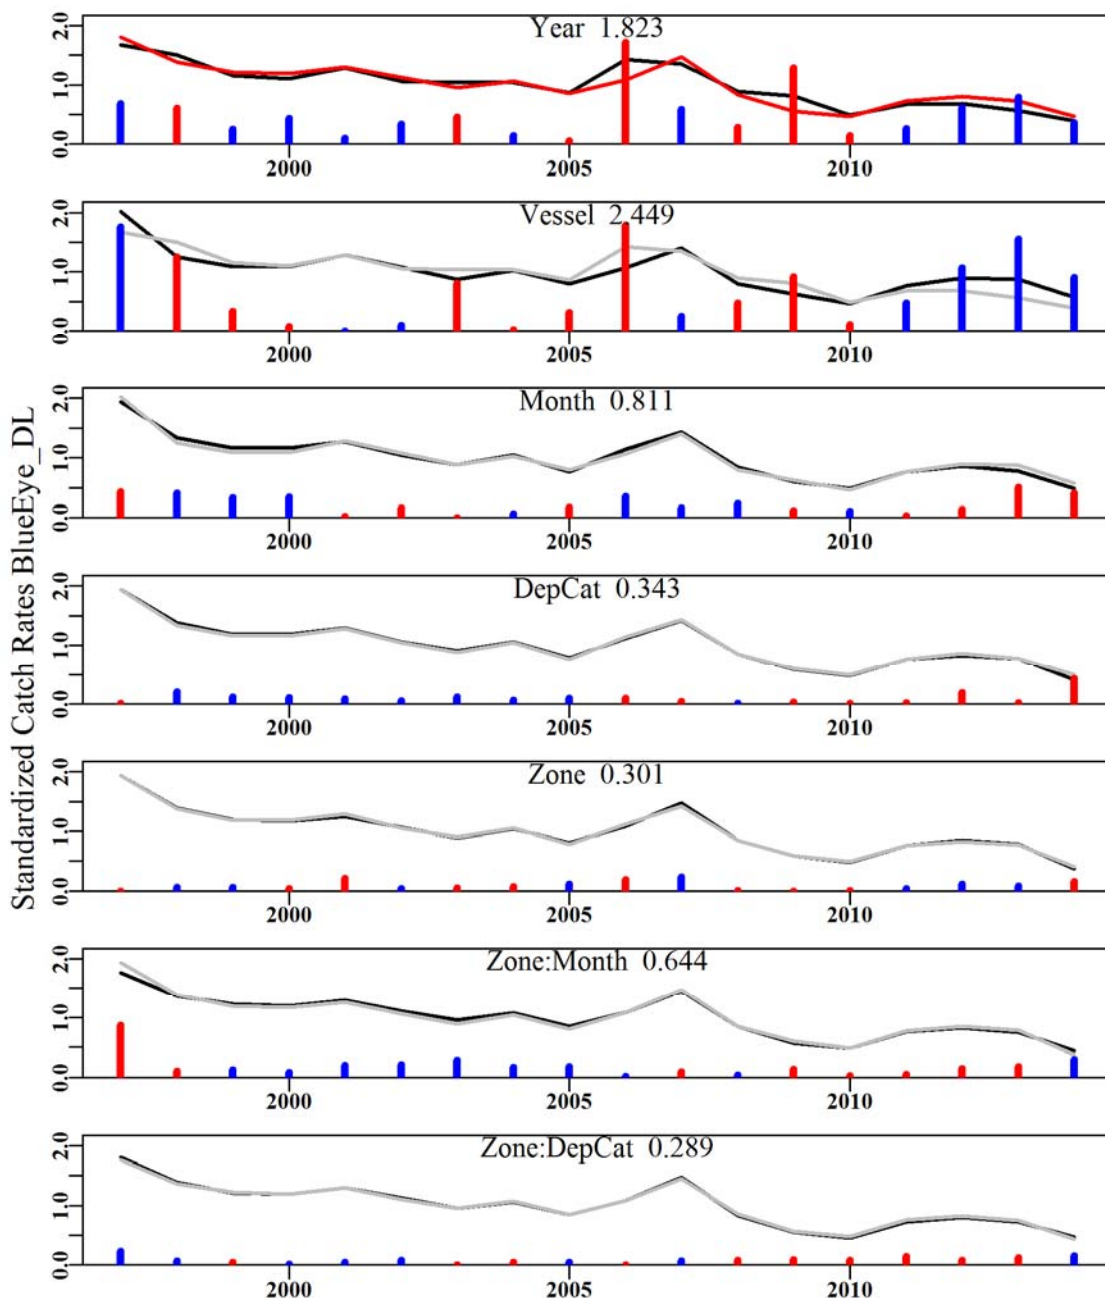 Standardized Catch Rates BlueEye_DL
Year 1.823
2.0
1.0
0.0
2000 2005 2010
Vessel 2.449
2.0
1.0
0.0
2000 2005 2010
Month 0.811
2.0
1.0
0.0
2000 2005 2010
DepCat 0.343
2.0
1.0
0.0
2000 2005 2010
Zone 0.301
2.0
1.0
0.0
2000 2005 2010
Zone:Month 0.644
2.0
1.0
0.0
2000 2005 2010
Zone:DepCat 0.289
2.0
1.0
0.0
2000 2005 2010